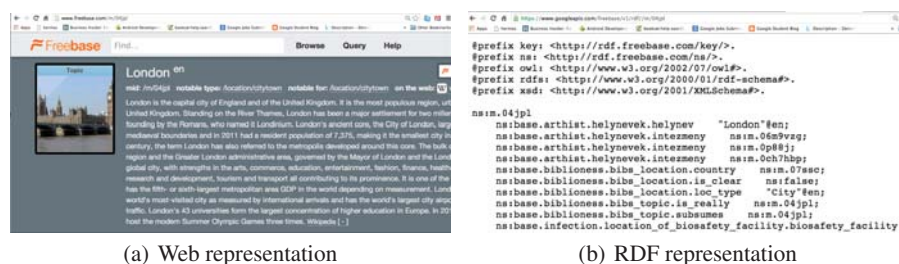 www.freebase.com/m/04jpl
Freebase
Find...
Browse Query Help
Topic
London en
mid: /m/04jpl notable type: /location/citytown notable for: /location/citytown on the web:
London is the capital city of England and of the United Kingdom. It is the most populous region,
United Kingdom. Standing on the River Thames, London has been a major settlement for two
founding by the Romans, who named it Londinium. London's ancient core, the City of London,
mediaeval boundaries and in 2011 had a resident population of 7,375, making it the smallest city in
century, the term London has also referred to the metropolis developed around this core. The bulk
region and the Greater London administrative area, governed by the Mayor of London and the
global city, with strengths in the arts, commerce, education, entertainment, fashion, finance,
research and development, tourism and transport all contributing to its prominence. It is one of the
has the fifth- or sixth-largest metropolitan area GDP in the world depending on measurement.
world's most-visited city as measured by international arrivals and has the world's largest city
traffic. London's 43 universities form the largest concentration of higher education in Europe. In
host the modern Summer Olympic Games three times. Wikipedia [ - ]
(a) Web representation
https://www.googleapis.com/freebase/v1/rdf/m/04jpl
@prefix key: <http://rdf.freebase.com/key/>.
@prefix ns: <http://rdf.freebase.com/ns/>.
@prefix owl: <http://www.w3.org/2002/07/owl#>.
@prefix rdfs: <http://www.w3.org/2000/01/rdf-schema#>.
@prefix xsd: <http://www.w3.org/2001/XMLSchema#>.
ns:m.04jpl
ns:base.arthist.helynevek.helynev "London"@en;
ns:base.arthist.helynevek.intezmeny ns:m.06m9vzg;
ns:base.arthist.helynevek.intezmeny ns:m.0p88j;
ns:base.arthist.helynevek.intezmeny ns:m.0ch7hbp;
ns:base.biblioness.bibs_location.country ns:m.07ssc;
ns:base.biblioness.bibs_location.is_clear ns:false;
ns:base.biblioness.bibs_location.loc_type "City"@en;
ns:base.biblioness.bibs_topic.is_really ns:m.04jpl;
ns:base.biblioness.bibs_topic.subsumes ns:m.04jpl;
ns:base.infection.location_of_biosafety_facility.biosafety_facility
(b) RDF representation